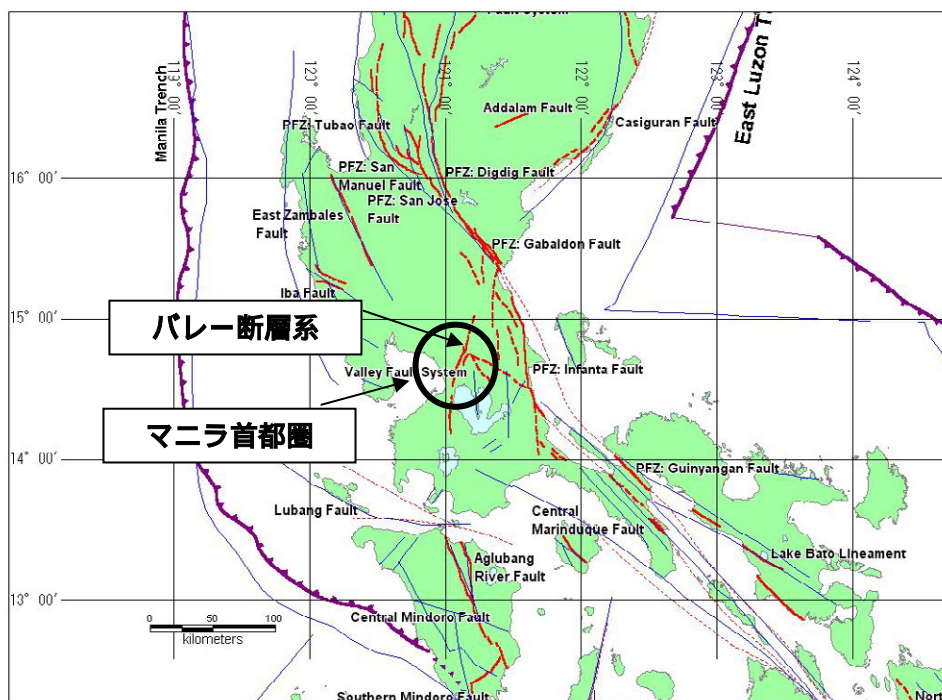 Fault System
Manila Trench
119° 00'
120° 00'
121° 00'
122° 00'
123° 00'
124° 00'
East Luzon T
Addalam Fault
PFZ: Tubao Fault
Casiguran Fault
16° 00'
PFZ: San
Manuel Fault
PFZ: Digdig Fault
PFZ: San Jose
Fault
East Zambales
Fault
PFZ: Gabaldon Fault
Iba Fault
15° 00'
バレー断層系
Valley Fault System
PFZ: Infanta Fault
マニラ首都圏
14° 00'
PFZ: Guinyangan Fault
Lubang Fault
Central
Marinduque Fault
Aglubang
River Fault
Lake Bato Lineament
13° 00'
0 50 100
kilometers
Central Mindoro Fault
Southern Mindoro Fault
Nort